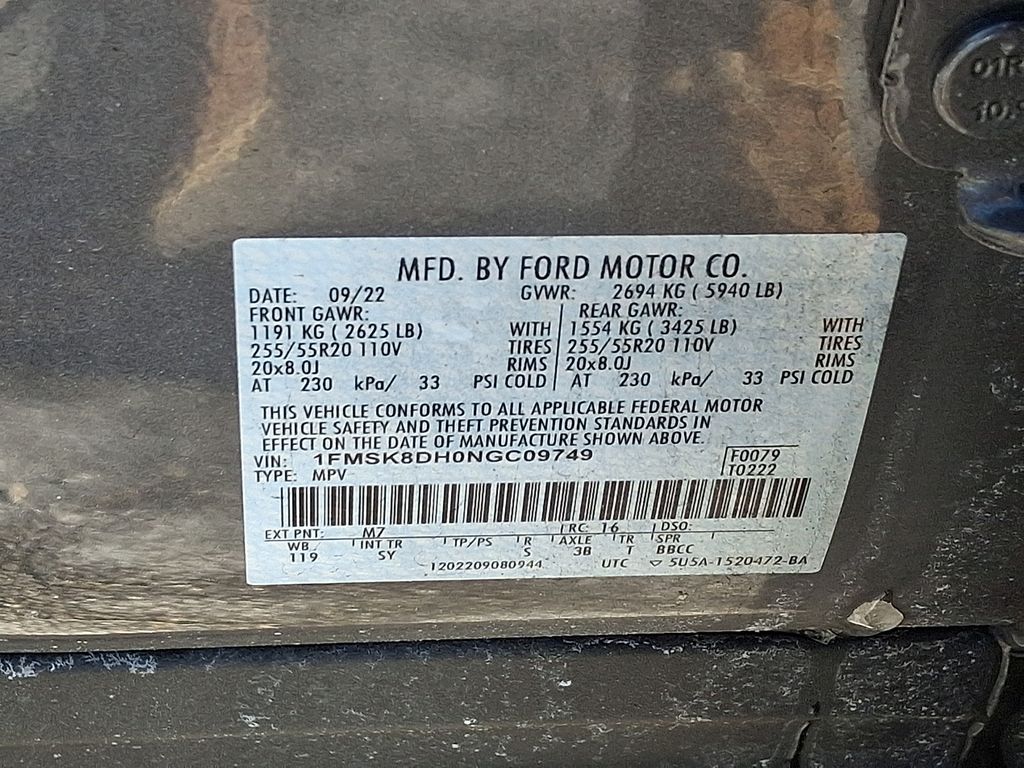 01R
10.9
MFD. BY FORD MOTOR CO.
DATE: 09/22 GVWR: 2694 KG ( 5940 LB)
FRONT GAWR: REAR GAWR:
1191 KG ( 2625 LB) WITH 1554 KG ( 3425 LB) WITH
255/55R20 110V TIRES 255/55R20 110V TIRES
20x8.0J RIMS 20x8.0J RIMS
AT 230 kPa/ 33 PSI COLD AT 230 kPa/ 33 PSI COLD
THIS VEHICLE CONFORMS TO ALL APPLICABLE FEDERAL MOTOR
VEHICLE SAFETY AND THEFT PREVENTION STANDARDS IN
EFFECT ON THE DATE OF MANUFACTURE SHOWN ABOVE.
VIN: 1FMSK8DH0NGC09749 F0079
TYPE: MPV T0222
EXT PNT: M7 RC: 16 DSO:
WB INT TR TP/PS R AXLE TR SPR
119 SY S 3B T BBCC
1202209080944 UTC ▽ 5U5A-1520472-BA